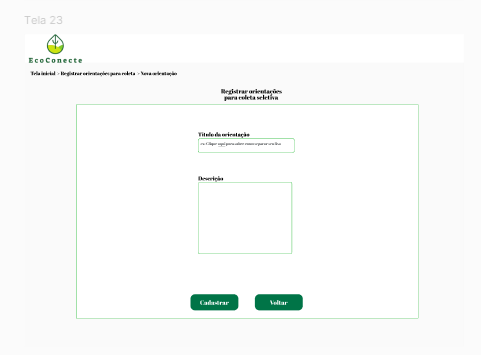 Tela 23
EcoConecte
Tela inicial > Registrar orientações para coleta > Nova orientação
Registrar orientações
para coleta seletiva
Título da orientação
ex: Clique aqui para saber como separar seu lixo
Descrição
Cadastrar
Voltar